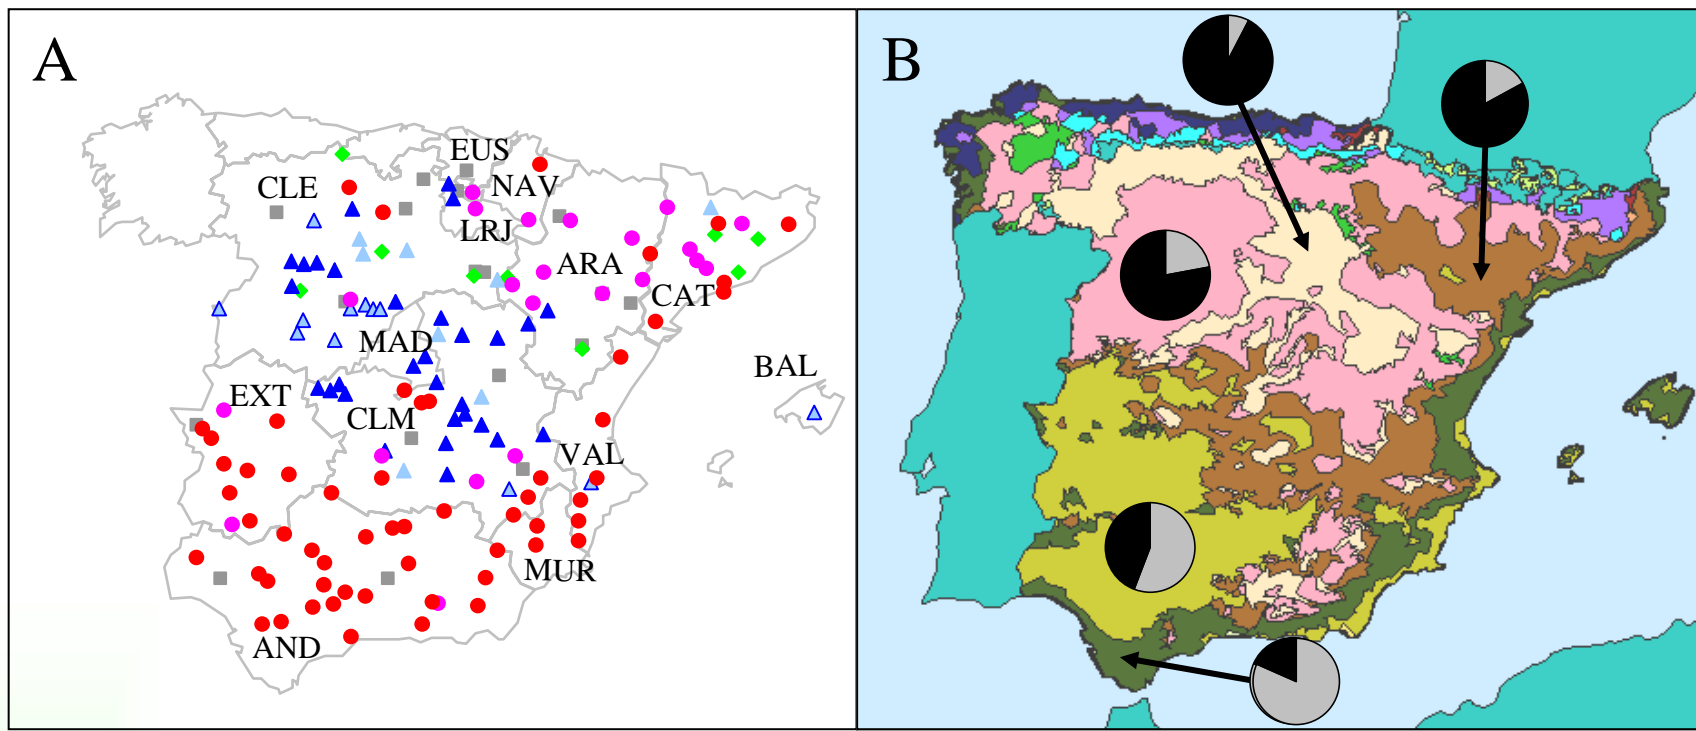 A
B
EUS
CLE
NAV
LRJ
ARA
CAT
MAD
BAL
EXT
CLM
VAL
MUR
AND